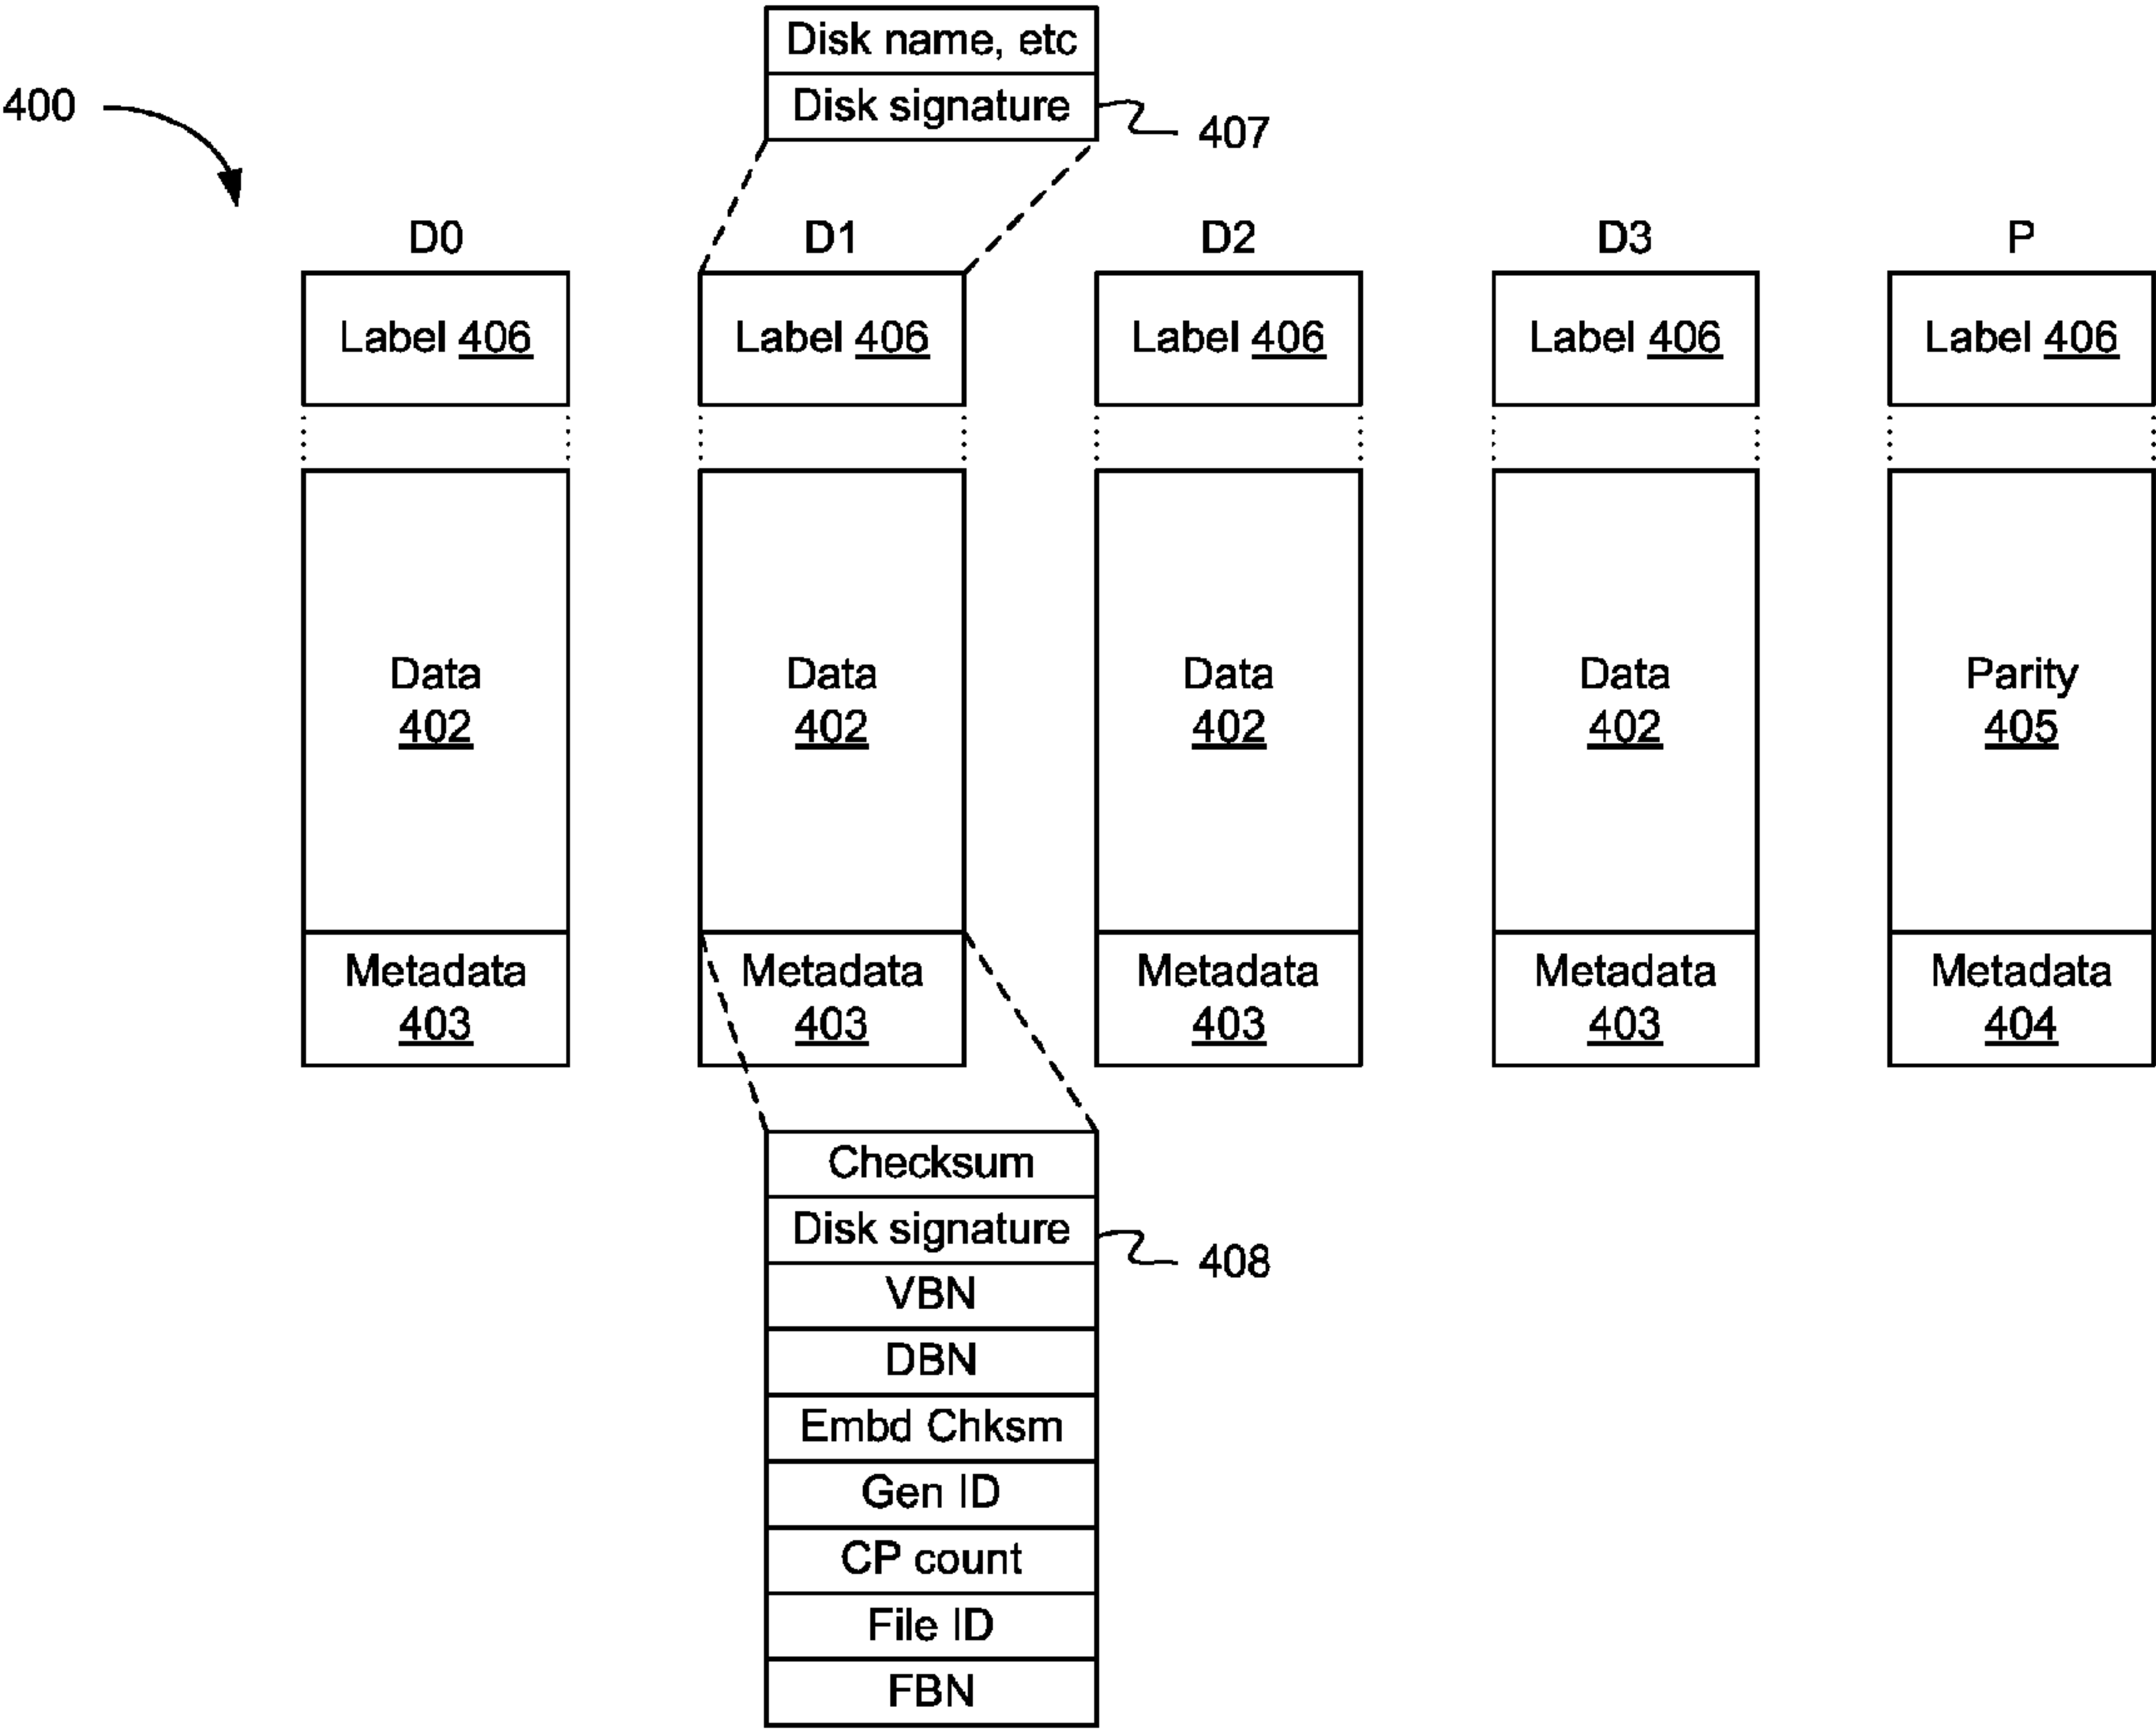 Disk name, etc
400
Disk signature
407
D0 D1 D2 D3 P
Label 406 Label 406 Label 406 Label 406 Label 406
Data Data Data Data Parity
402 402 402 402 405
Metadata Metadata Metadata Metadata Metadata
403 403 403 403 404
Checksum
Disk signature
408
VBN
DBN
Embd Chksm
Gen ID
CP count
File ID
FBN